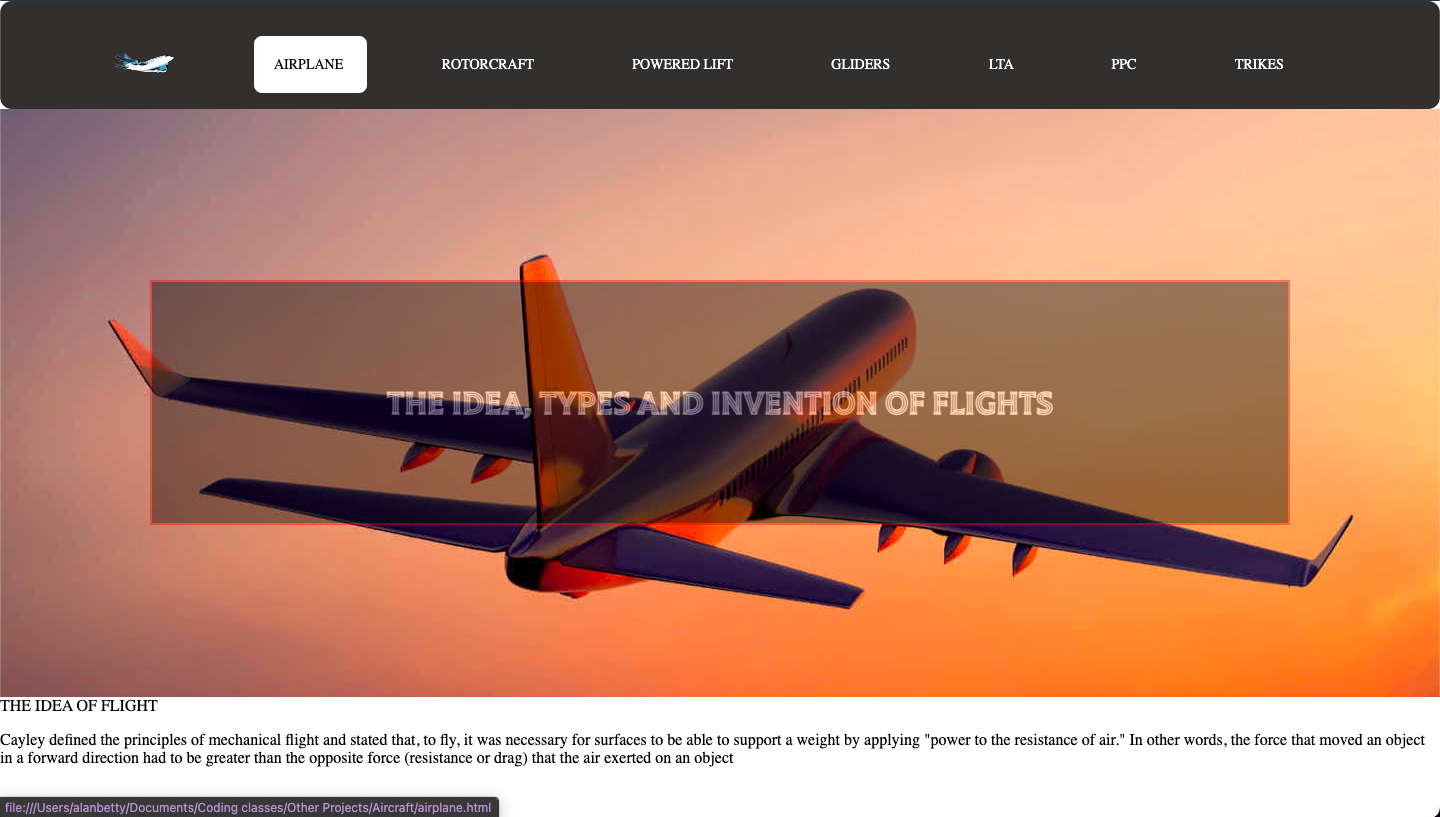 AIRPLANE ROTORCRAFT POWERED LIFT GLIDERS LTA PPC TRIKES
THE IDEA, TYPES AND INVENTION OF FLIGHTS
THE IDEA OF FLIGHT
Cayley defined the principles of mechanical flight and stated that, to fly, it was necessary for surfaces to be able to support a weight by applying "power to the resistance of air." In other words, the force that moved an object
in a forward direction had to be greater than the opposite force (resistance or drag) that the air exerted on an object
file:///Users/alanbetty/Documents/Coding classes/Other Projects/Aircraft/airplane.html